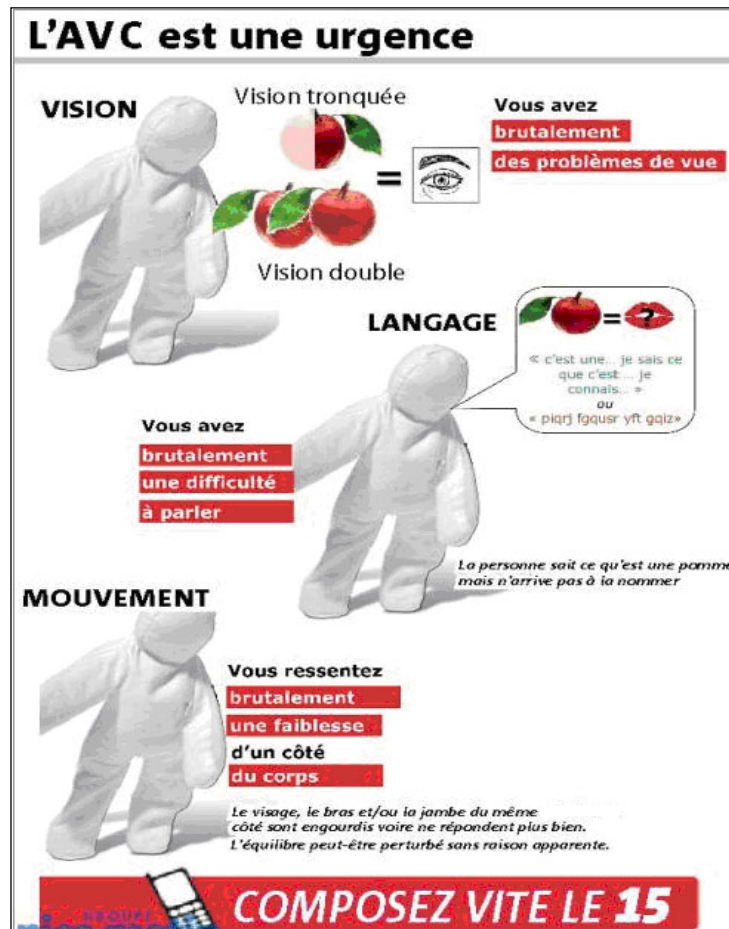 L'AVC est une urgence
VISION
Vision tronquée
Vous avez
brutalement
des problèmes de vue
=
Vision double
LANGAGE
= ?
« c'est une... je sais ce
que c'est ... je
connais... »
ou
« piqrj fgqusr yft gqiz»
Vous avez
brutalement
une difficulté
à parler
La personne sait ce qu'est une pomme
mais n'arrive pas à la nommer
MOUVEMENT
Vous ressentez
brutalement
une faiblesse
d'un côté
du corps
Le visage, le bras et/ou la jambe du même
côté sont engourdis voire ne répondent plus bien.
L'équilibre peut-être perturbé sans raison apparente.
COMPOSEZ VITE LE 15
GROUPE